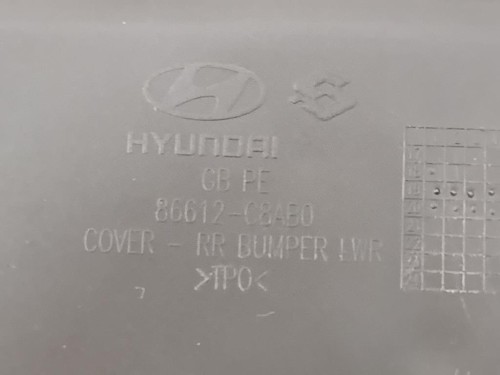 HYUNDAI
GB PE
86612-C8AB0
COVER - RR BUMPER LWR
>TPO<